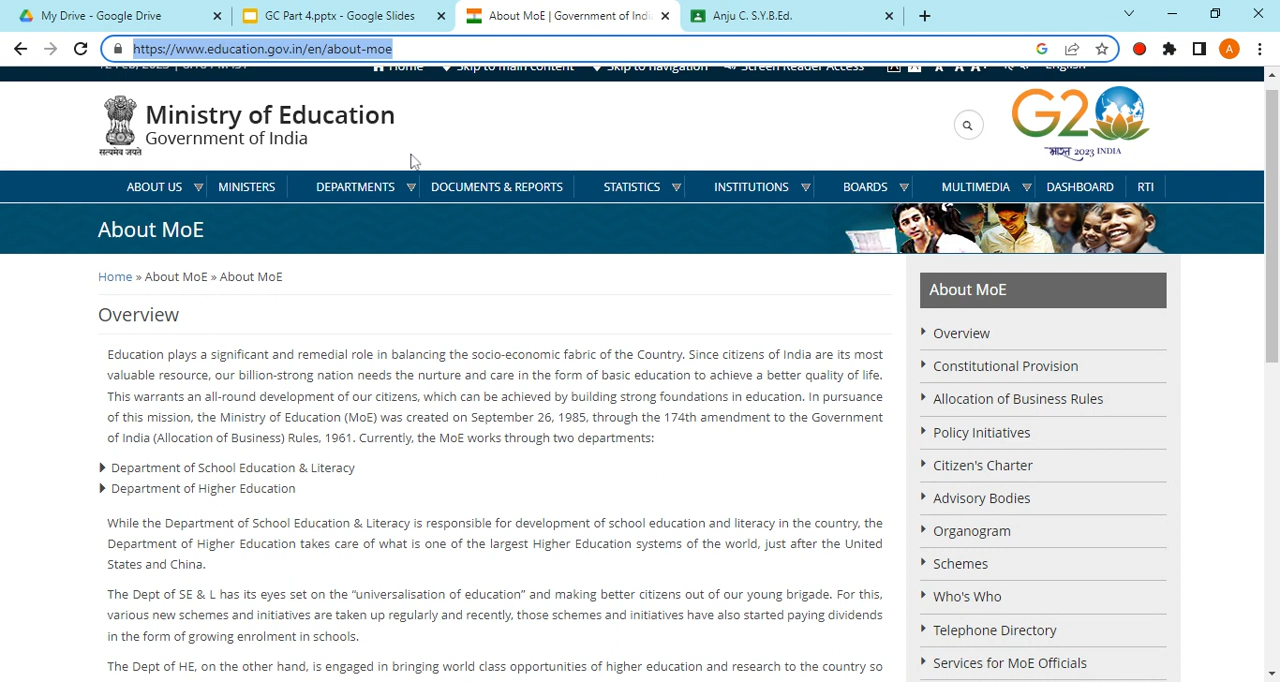 My Drive - Google Drive
GC Part 4.pptx - Google Slides
About MoE | Government of Indi
Anju C. S.Y.B.Ed.
https://www.education.gov.in/en/about-moe
A
Home
Skip to main content
Skip to navigation
Screen Reader Access
English
Ministry of Education
Government of India
सत्यमेव जयते
G2
भारत 2023 INDIA
ABOUT US
MINISTERS
DEPARTMENTS
DOCUMENTS & REPORTS
STATISTICS
INSTITUTIONS
BOARDS
MULTIMEDIA
DASHBOARD
RTI
About MoE
Home » About MoE » About MoE
Overview
Education plays a significant and remedial role in balancing the socio-economic fabric of the Country. Since citizens of India are its most
valuable resource, our billion-strong nation needs the nurture and care in the form of basic education to achieve a better quality of life.
This warrants an all-round development of our citizens, which can be achieved by building strong foundations in education. In pursuance
of this mission, the Ministry of Education (MoE) was created on September 26, 1985, through the 174th amendment to the Government
of India (Allocation of Business) Rules, 1961. Currently, the MoE works through two departments:
Department of School Education & Literacy
Department of Higher Education
While the Department of School Education & Literacy is responsible for development of school education and literacy in the country, the
Department of Higher Education takes care of what is one of the largest Higher Education systems of the world, just after the United
States and China.
The Dept of SE & L has its eyes set on the “universalisation of education” and making better citizens out of our young brigade. For this,
various new schemes and initiatives are taken up regularly and recently, those schemes and initiatives have also started paying dividends
in the form of growing enrolment in schools.
The Dept of HE, on the other hand, is engaged in bringing world class opportunities of higher education and research to the country so
About MoE
Overview
Constitutional Provision
Allocation of Business Rules
Policy Initiatives
Citizen's Charter
Advisory Bodies
Organogram
Schemes
Who's Who
Telephone Directory
Services for MoE Officials